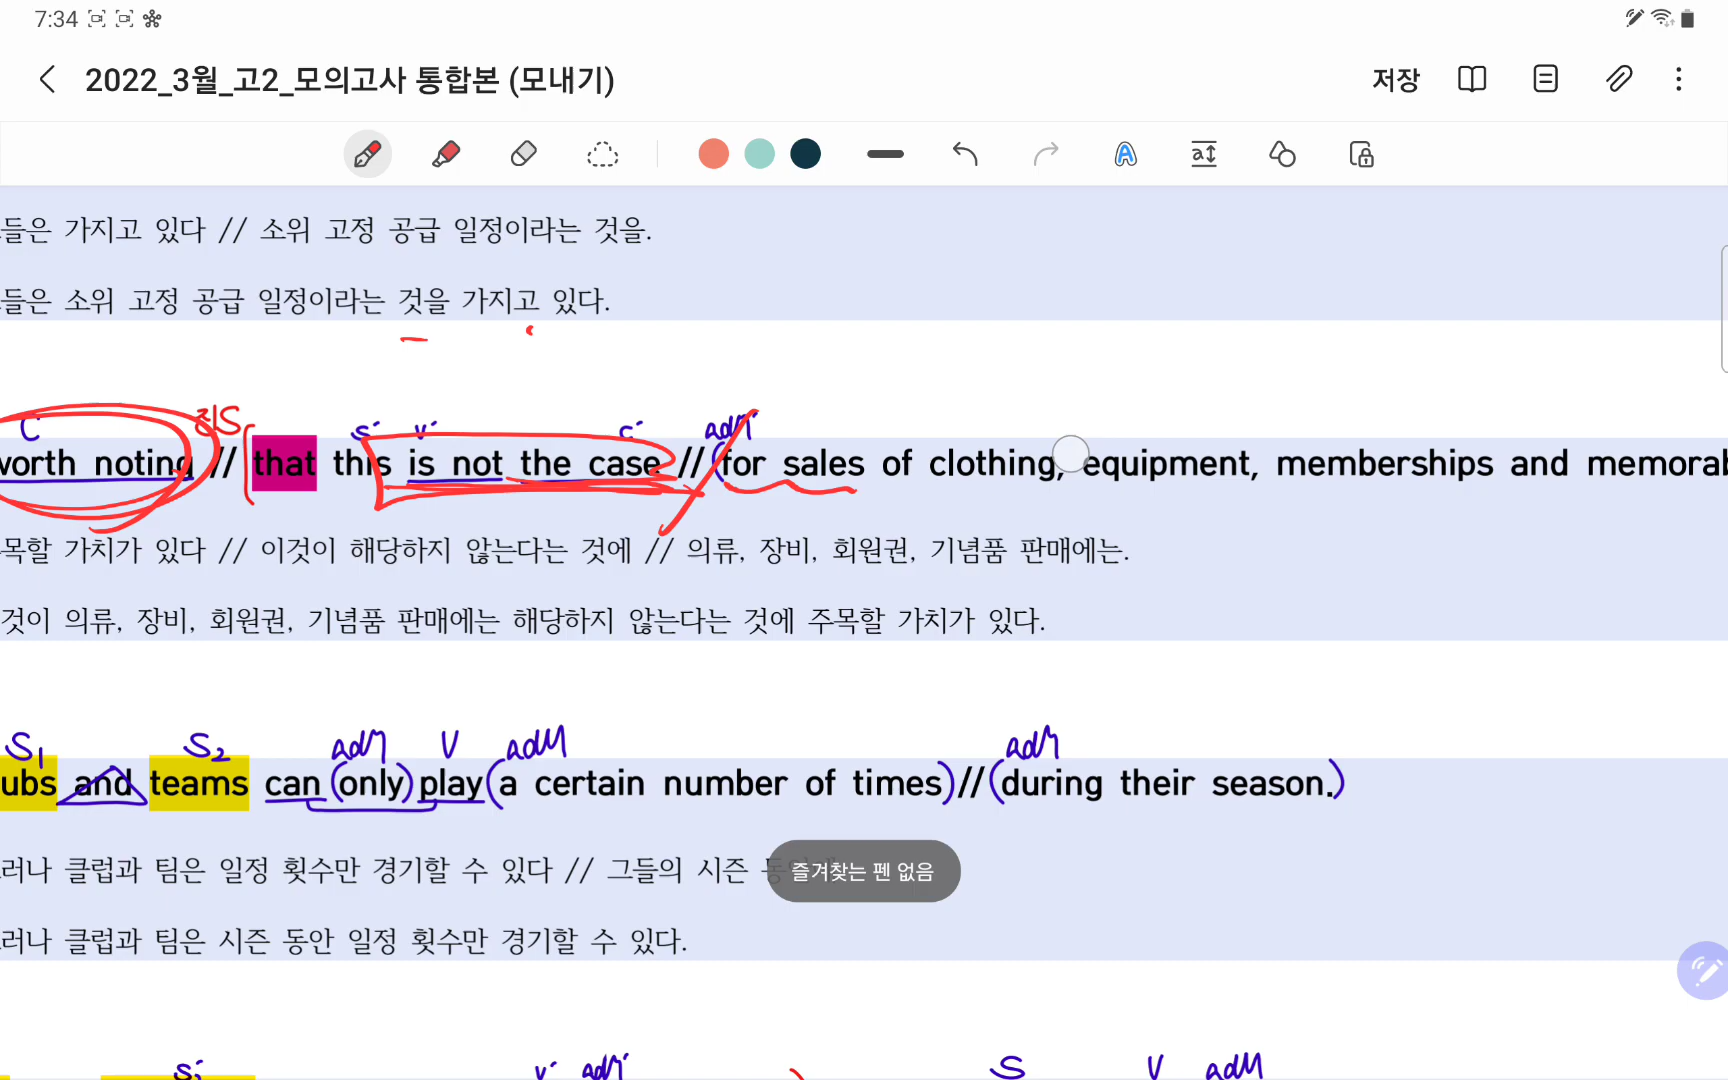 7:34
2022_3월_고2_모의고사 통합본 (모내기)
저장
들은 가지고 있다 // 소위 고정 공급 일정이라는 것을.
들은 소위 고정 공급 일정이라는 것을 가지고 있다.
C 진S s' v' c' adM'
worth noting // that this is not the case // (for sales of clothing, equipment, memberships and memorab
목할 가치가 있다 // 이것이 해당하지 않는다는 것에 // 의류, 장비, 회원권, 기념품 판매에는.
것이 의류, 장비, 회원권, 기념품 판매에는 해당하지 않는다는 것에 주목할 가치가 있다.
S1 S2 adM V adM adM
ubs and teams can (only) play (a certain number of times) // (during their season.)
러나 클럽과 팀은 일정 횟수만 경기할 수 있다 // 그들의 시즌
즐겨찾는 펜 없음
러나 클럽과 팀은 시즌 동안 일정 횟수만 경기할 수 있다.
s' v' adM' S V adM